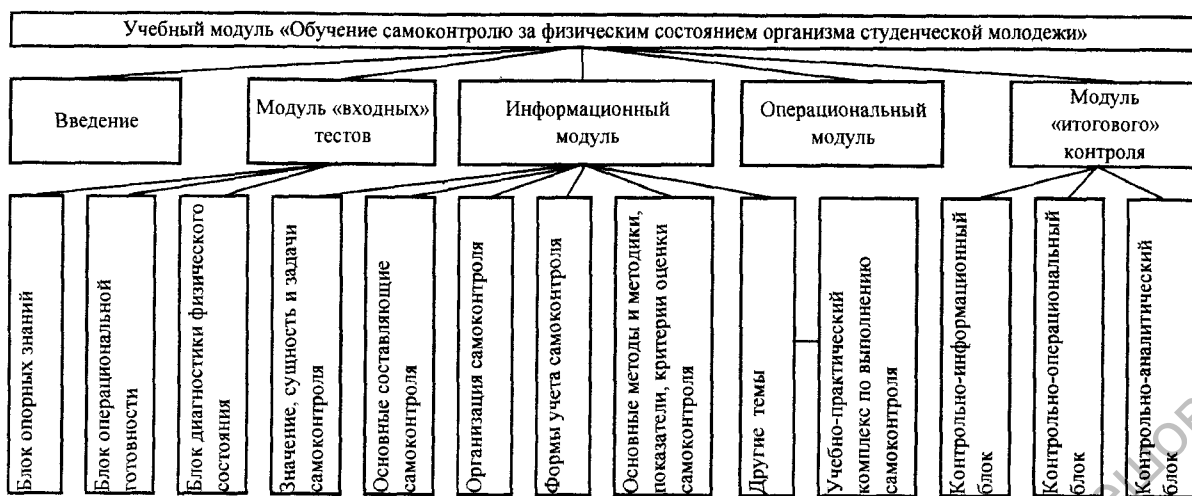 Учебный модуль «Обучение самоконтролю за физическим состоянием организма студенческой молодежи»
Введение
Модуль «входных»
тестов
Информационный
модуль
Операциональный
модуль
Модуль
«итогового»
контроля
Блок опорных знаний
Блок операциональной
готовности
Блок диагностики физического
состояния
Значение, сущность и задачи
самоконтроля
Основные составляющие
самоконтроля
Организация самоконтроля
Формы учета самоконтроля
Основные методы и методики,
показатели, критерии оценки
самоконтроля
Другие темы
Учебно-практический
комплекс по выполнению
самоконтроля
Контрольно-информационный
блок
Контрольно-операциональный
блок
Контрольно-аналитический
блок